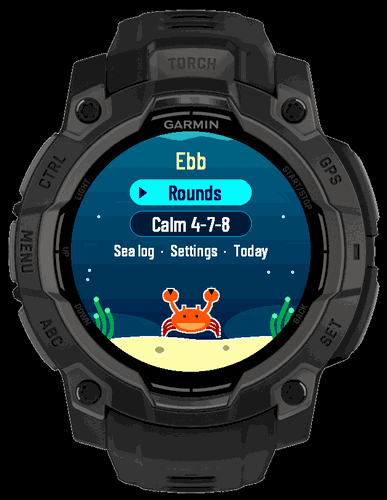 TORCH
GARMIN
CTRL
GPS
LIGHT
START/STOP
Ebb
Rounds
Calm 4-7-8
Sea log · Settings · Today
MENU
UP
DOWN
BACK
ABC
SET
GARMIN